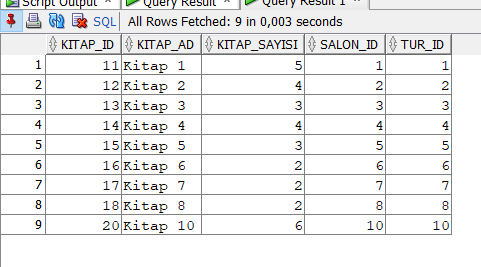 Script Output Query Result Query Result 1
SQL | All Rows Fetched: 9 in 0,003 seconds
KITAP_ID KITAP_AD KITAP_SAYISI SALON_ID TUR_ID
1 11 Kitap 1 5 1 1
2 12 Kitap 2 4 2 2
3 13 Kitap 3 3 3 3
4 14 Kitap 4 4 4 4
5 15 Kitap 5 3 5 5
6 16 Kitap 6 2 6 6
7 17 Kitap 7 2 7 7
8 18 Kitap 8 2 8 8
9 20 Kitap 10 6 10 10